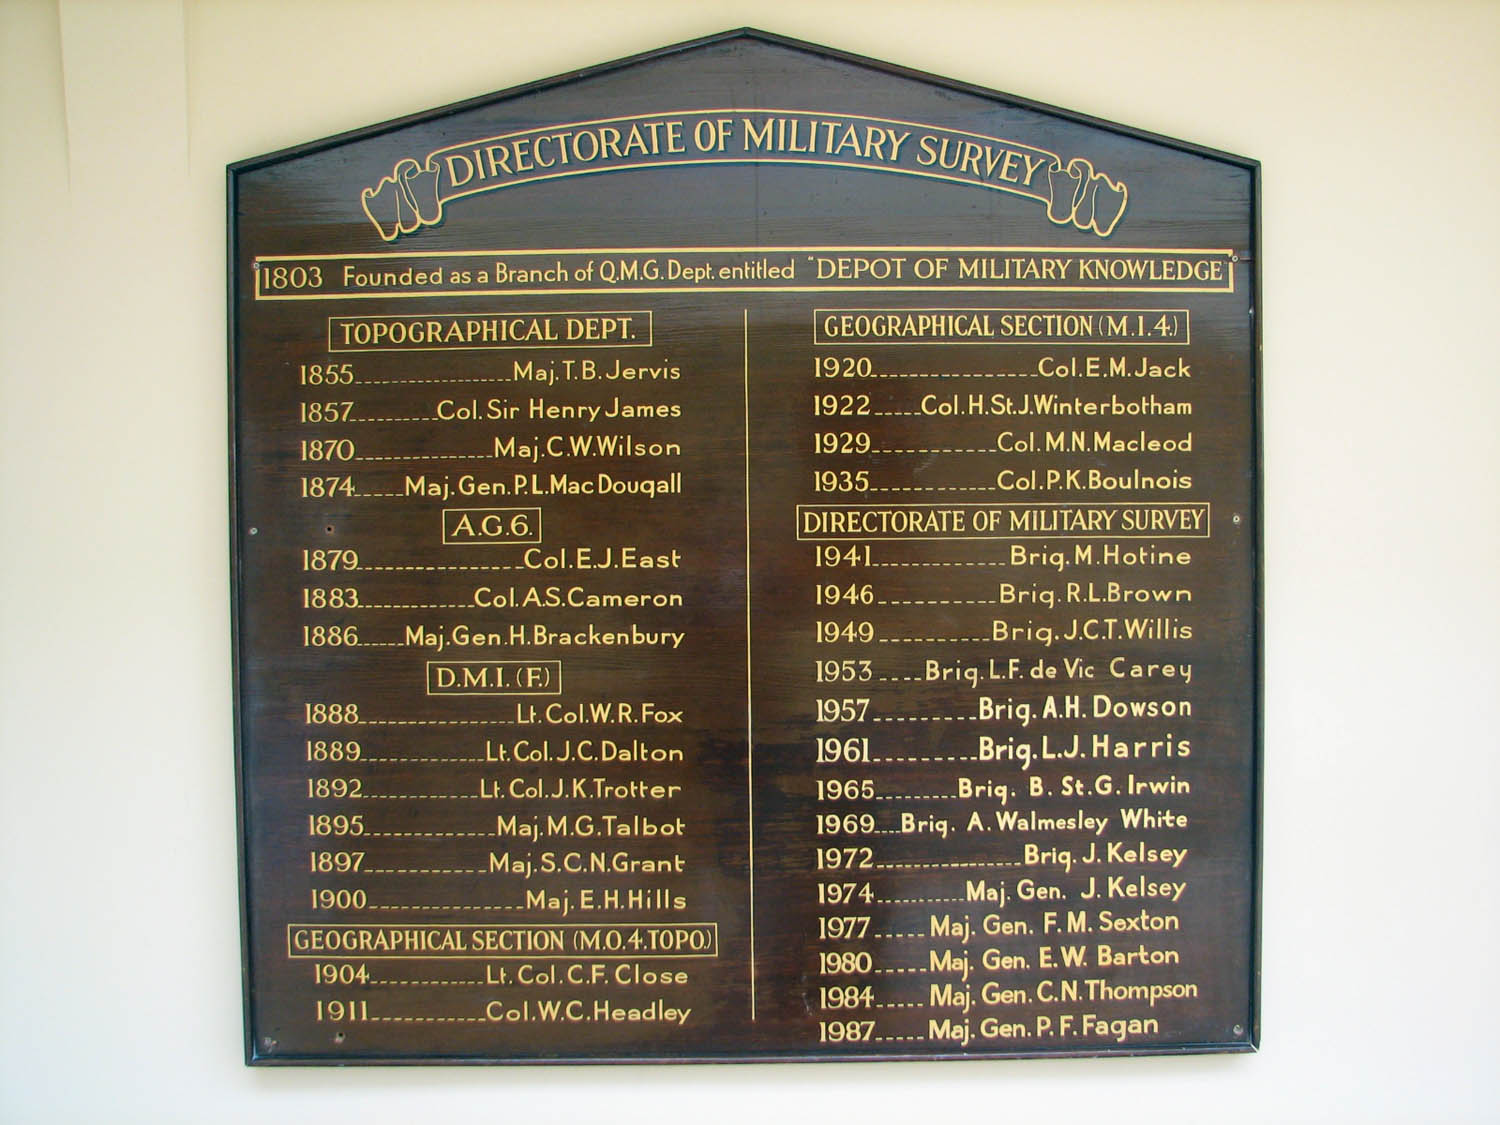 DIRECTORATE OF MILITARY SURVEY
1803 Founded as a Branch of Q.M.G. Dept. entitled "DEPOT OF MILITARY KNOWLEDGE"
TOPOGRAPHICAL DEPT.
1855 Maj. T. B. Jervis
1857 Col. Sir Henry James
1870 Maj. C. W. Wilson
1874 Maj. Gen. P. L. Mac Douqall
A.G.6.
1879 Col. E. J. East
1883 Col. A.S. Cameron
1886 Maj. Gen. H. Brackenbury
D.M.I. (F.)
1888 Lt. Col. W. R. Fox
1889 Lt. Col. J. C. Dalton
1892 Lt. Col. J. K. Trotter
1895 Maj. M. G. Talbot
1897 Maj. S. C. N. Grant
1900 Maj. E. H. Hills
GEOGRAPHICAL SECTION (M.O.4.TOPO.)
1904 Lt. Col. C. F. Close
1911 Col. W. C. Headley
GEOGRAPHICAL SECTION (M.I.4.)
1920 Col. E. M. Jack
1922 Col. H. St. J. Winterbotham
1929 Col. M. N. Macleod
1935 Col. P. K. Boulnois
DIRECTORATE OF MILITARY SURVEY
1941 Brig. M. Hotine
1946 Brig. R. L. Brown
1949 Brig. J. C. T. Willis
1953 Brig. L. F. de Vic Carey
1957 Brig. A. H. Dowson
1961 Brig. L. J. Harris
1965 Brig. B. St. G. Irwin
1969 Brig. A. Walmesley White
1972 Brig. J. Kelsey
1974 Maj. Gen. J. Kelsey
1977 Maj. Gen. F. M. Sexton
1980 Maj. Gen. E. W. Barton
1984 Maj. Gen. C. N. Thompson
1987 Maj. Gen. P. F. Fagan